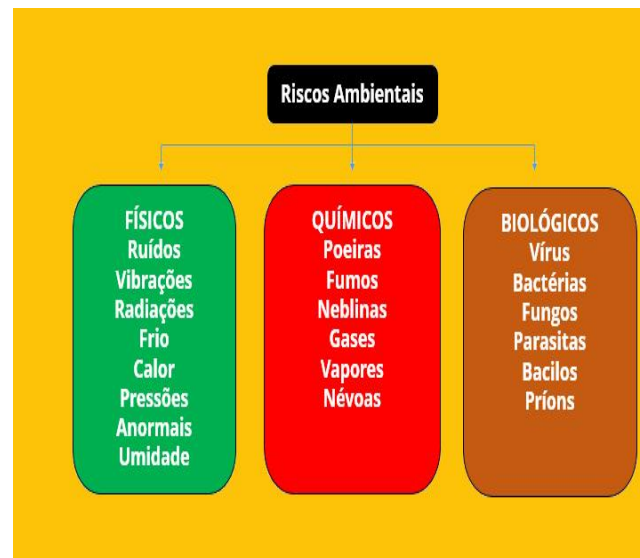 Riscos Ambientais
FÍSICOS
Ruídos
Vibrações
Radiações
Frio
Calor
Pressões
Anormais
Umidade
QUÍMICOS
Poeiras
Fumos
Neblinas
Gases
Vapores
Névoas
BIOLÓGICOS
Vírus
Bactérias
Fungos
Parasitas
Bacilos
Príons